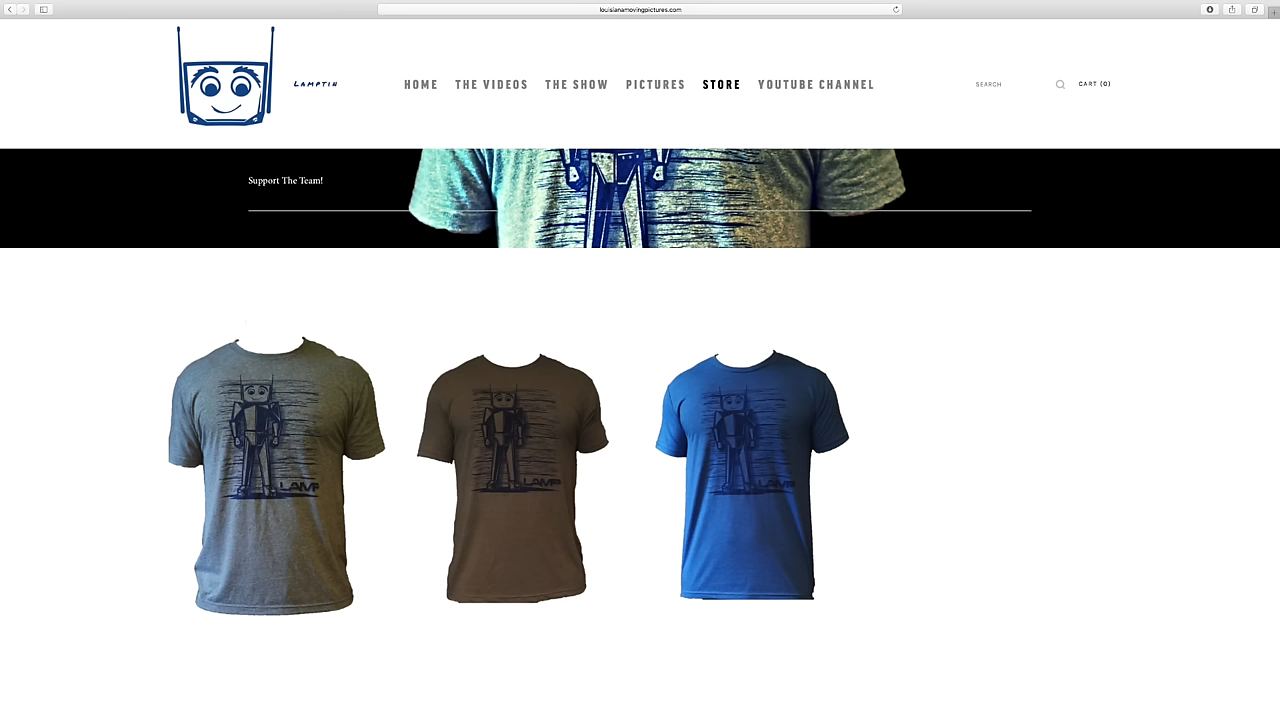 louisianamovingpictures.com
Lamptin
HOME THE VIDEOS THE SHOW PICTURES STORE YOUTUBE CHANNEL
SEARCH
CART (0)
Support The Team!
LAMP
LAMP
LAMP